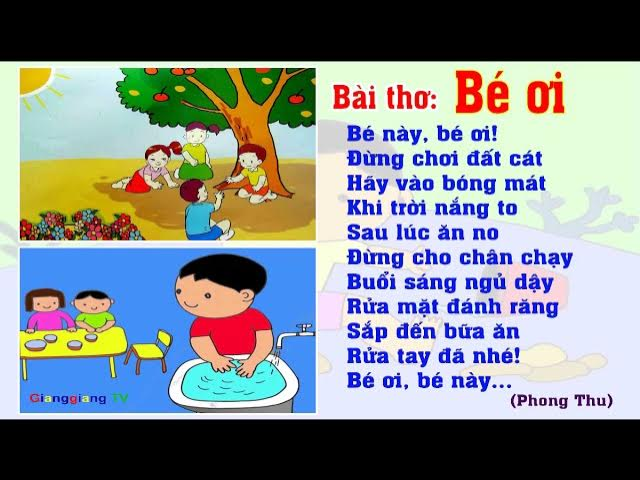 Bài thơ: Bé ơi
Bé này, bé ơi!
Đừng chơi đất cát
Hãy vào bóng mát
Khi trời nắng to
Sau lúc ăn no
Đừng cho chân chạy
Buổi sáng ngủ dậy
Rửa mặt đánh răng
Sắp đến bữa ăn
Rửa tay đã nhé!
Bé ơi, bé này...
(Phong Thu)
Gianggiang TV